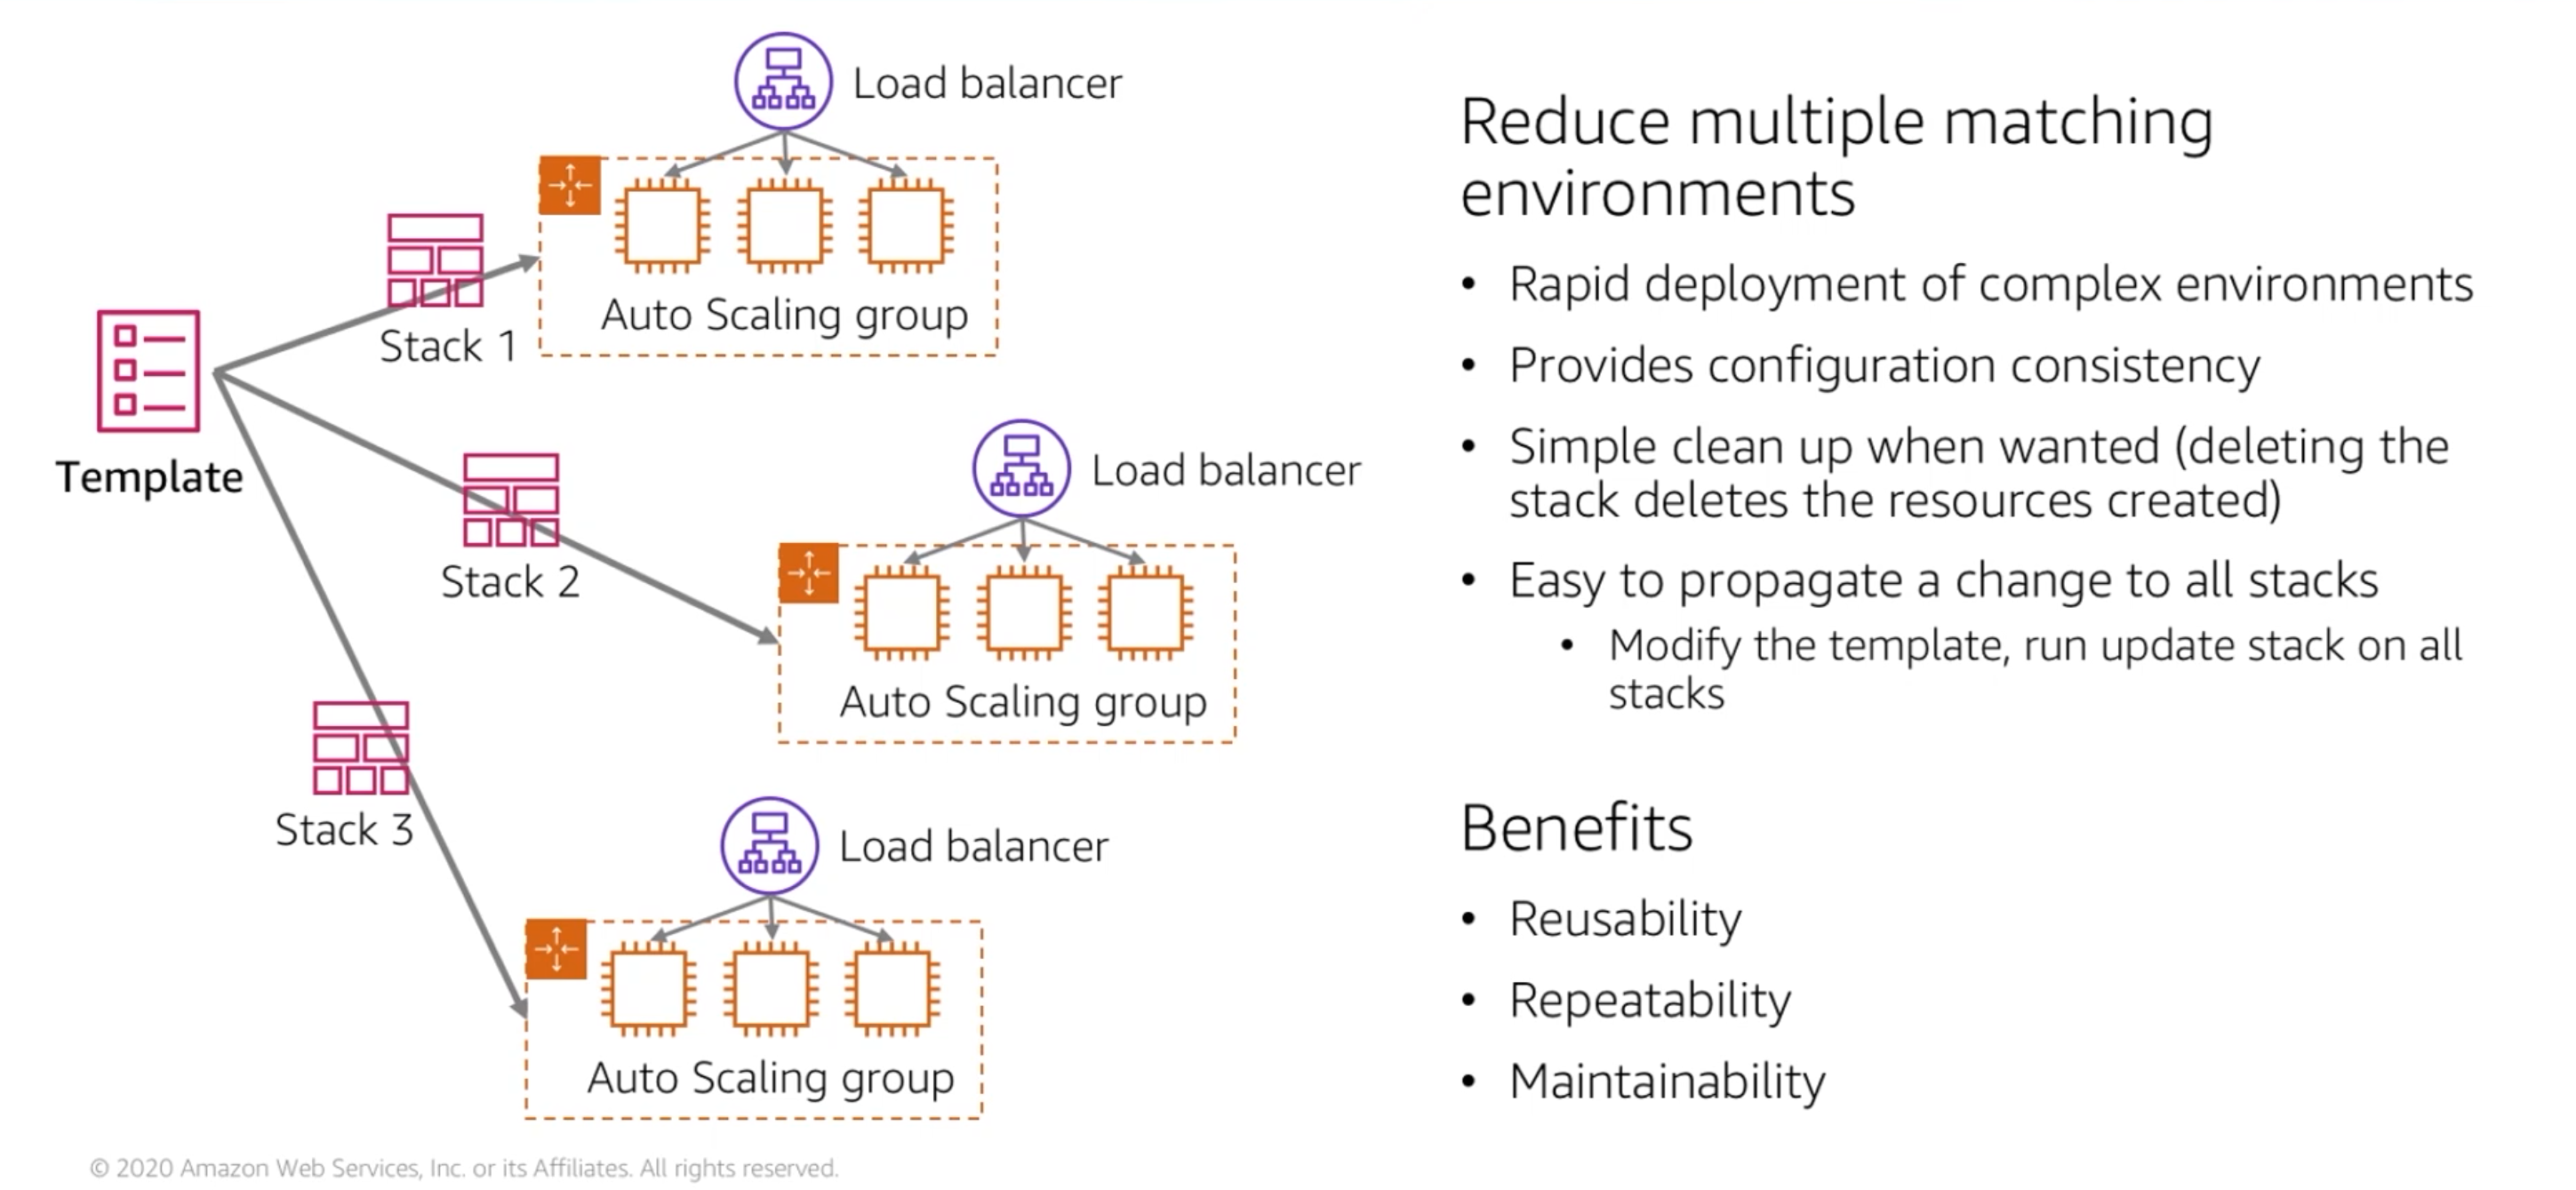 Load balancer
Auto Scaling group
Stack 1
Template
Load balancer
Stack 2
Auto Scaling group
Stack 3
Load balancer
Auto Scaling group
Reduce multiple matching
environments
• Rapid deployment of complex environments
• Provides configuration consistency
• Simple clean up when wanted (deleting the
stack deletes the resources created)
• Easy to propagate a change to all stacks
• Modify the template, run update stack on all
stacks
Benefits
• Reusability
• Repeatability
• Maintainability
© 2020 Amazon Web Services, Inc. or its Affiliates. All rights reserved.